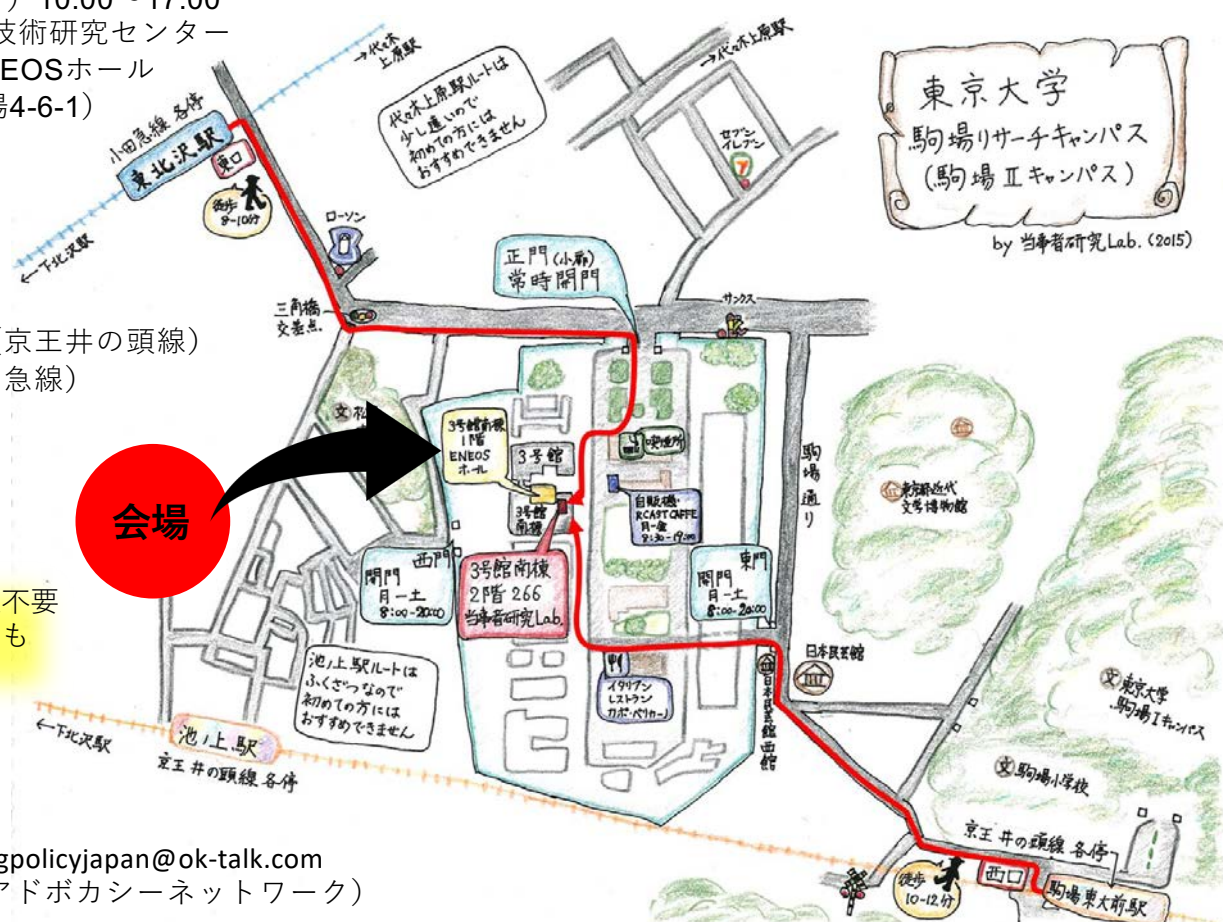 10:00~17:00
技術研究センター
EOSホール
4-6-1)
(京王井の頭線)
急線)
会場
不要
も
gpolicyjapan@ok-talk.com
アドボカシーネットワーク)
東京大学
駒場リサーチキャンパス
(駒場Ⅱキャンパス)
by 当事者研究Lab. (2015)
→代々木
上原駅
→代々木上原駅
代々木上原駅ルートは
少し遠いので
初めての方には
おすすめできません
小田急線 各停
東北沢駅
東口
徒歩
8-10分
←下北沢駅
ローソン
セブン
イレブン
正門(小扉)
常時開門
三角橋
交差点
サンクス
3号館南棟
1階
ENEOS
ホール
3号館
喫煙所
3号館
南棟
自販機・
RCAST CAFFE
月-金
8:30-19:00
駒場通り
文
東京都近代
文学博物館
西門
開門
月-土
8:00-20:00
3号館南棟
2階 266
当事者研究Lab.
東門
開門
月-土
8:00-20:00
日本民芸館
日本民芸館西館
イタリアン
レストラン
カポ・ペリカーノ
池ノ上駅ルートは
ふくざつなので
初めての方には
おすすめできません
←下北沢駅
池ノ上駅
京王井の頭線 各停
文 東京大学
駒場Ⅰキャンパス
文 駒場小学校
京王井の頭線 各停
西口
徒歩
10-12分
駒場東大前駅